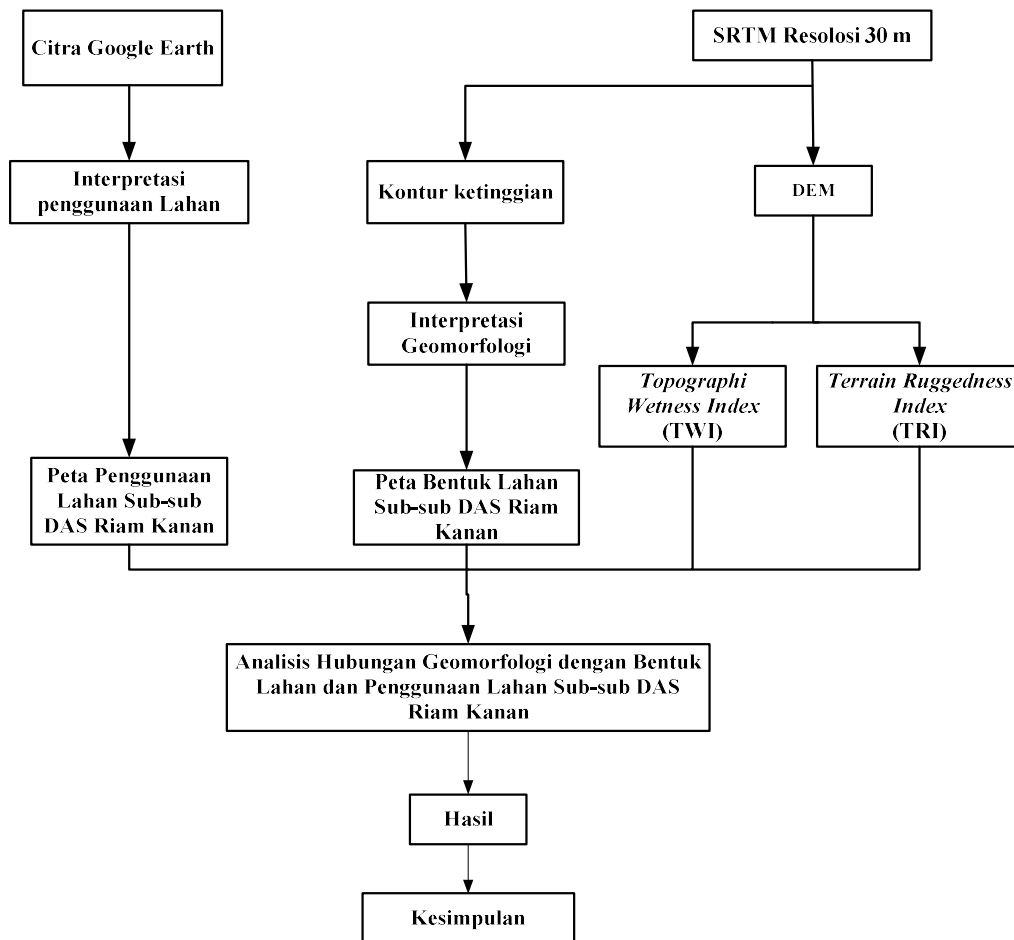 Citra Google Earth
SRTM Resolosi 30 m
Interpretasi
penggunaan Lahan
Kontur ketinggian
DEM
Interpretasi
Geomorfologi
Topographi
Wetness Index
(TWI)
Terrain Ruggedness
Index
(TRI)
Peta Penggunaan
Lahan Sub-sub
DAS Riam Kanan
Peta Bentuk Lahan
Sub-sub DAS Riam
Kanan
Analisis Hubungan Geomorfologi dengan Bentuk
Lahan dan Penggunaan Lahan Sub-sub DAS
Riam Kanan
Hasil
Kesimpulan